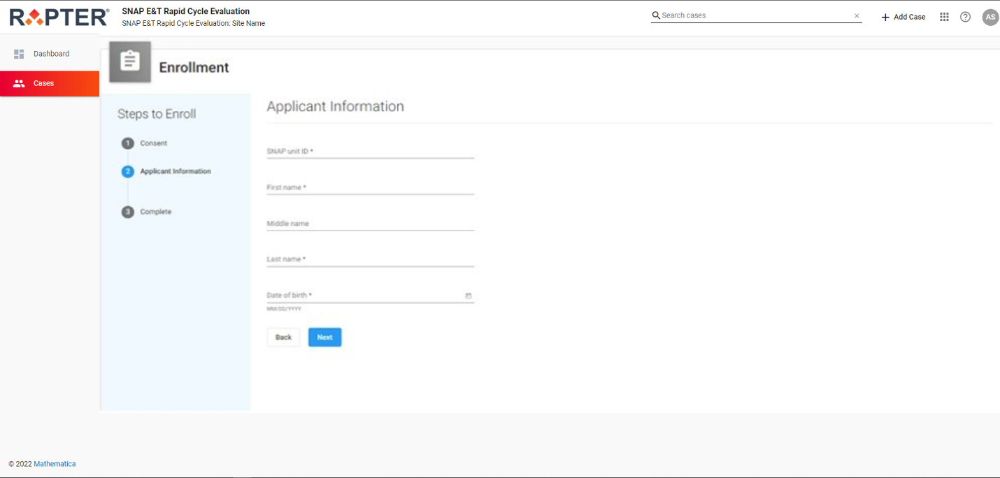 RAPTER®
SNAP E&T Rapid Cycle Evaluation
SNAP E&T Rapid Cycle Evaluation: Site Name
Search cases
Add Case
AS
Dashboard
Cases
Enrollment
Steps to Enroll
1 Consent
2 Applicant Information
3 Complete
Applicant Information
SNAP unit ID *
First name *
Middle name
Last name *
Date of birth *
MM/DD/YYYY
Back
Next
© 2022 Mathematica